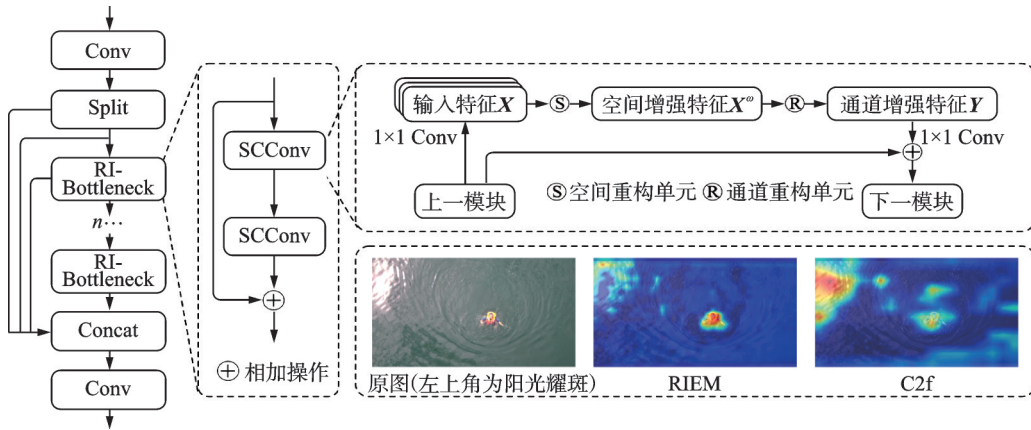 Conv
Split
RI-
Bottleneck
n···
RI-
Bottleneck
Concat
Conv
SCConv
SCConv
⊕ 相加操作
输入特征X
Ⓢ
空间增强特征X^ω
Ⓡ
通道增强特征Y
1×1 Conv
1×1 Conv
上一模块
Ⓢ空间重构单元 Ⓡ通道重构单元
下一模块
原图(左上角为阳光耀斑)
RIEM
C2f